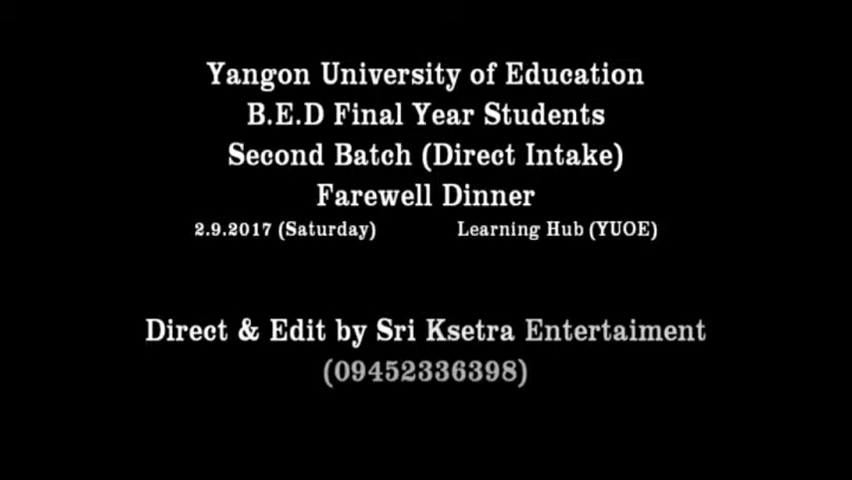 Yangon University of Education
B.E.D Final Year Students
Second Batch (Direct Intake)
Farewell Dinner
2.9.2017 (Saturday) Learning Hub (YUOE)
Direct & Edit by Sri Ksetra Entertaiment
(09452336398)